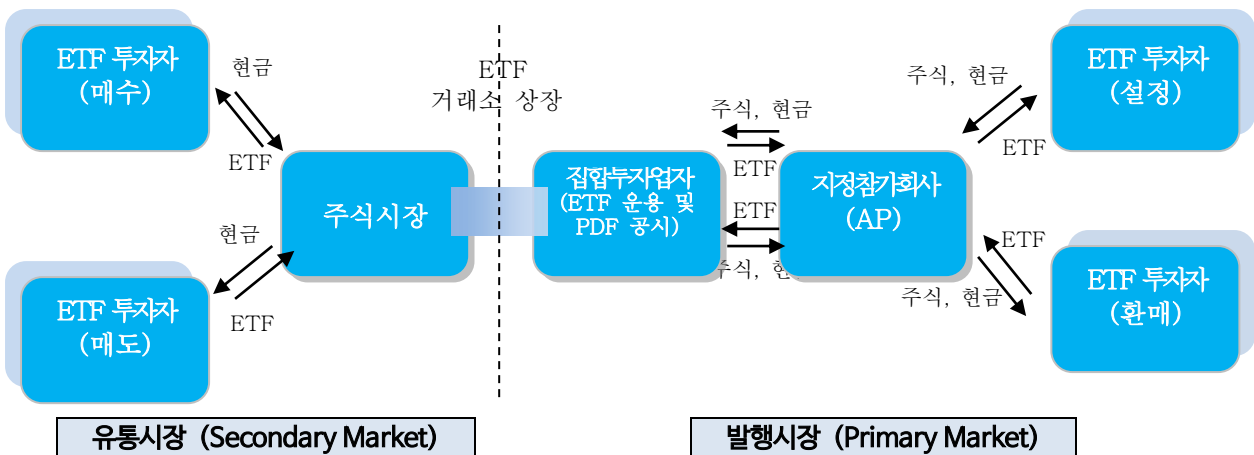 ETF 투자자
(매수)
현금
ETF
ETF 투자자
(매도)
현금
ETF
주식시장
ETF
거래소 상장
집합투자업자
(ETF 운용 및
PDF 공시)
주식, 현금
ETF
ETF
주식, 현
지정참가회사
(AP)
주식, 현금
ETF
ETF 투자자
(설정)
ETF
주식, 현금
ETF 투자자
(환매)
유통시장 (Secondary Market)
발행시장 (Primary Market)